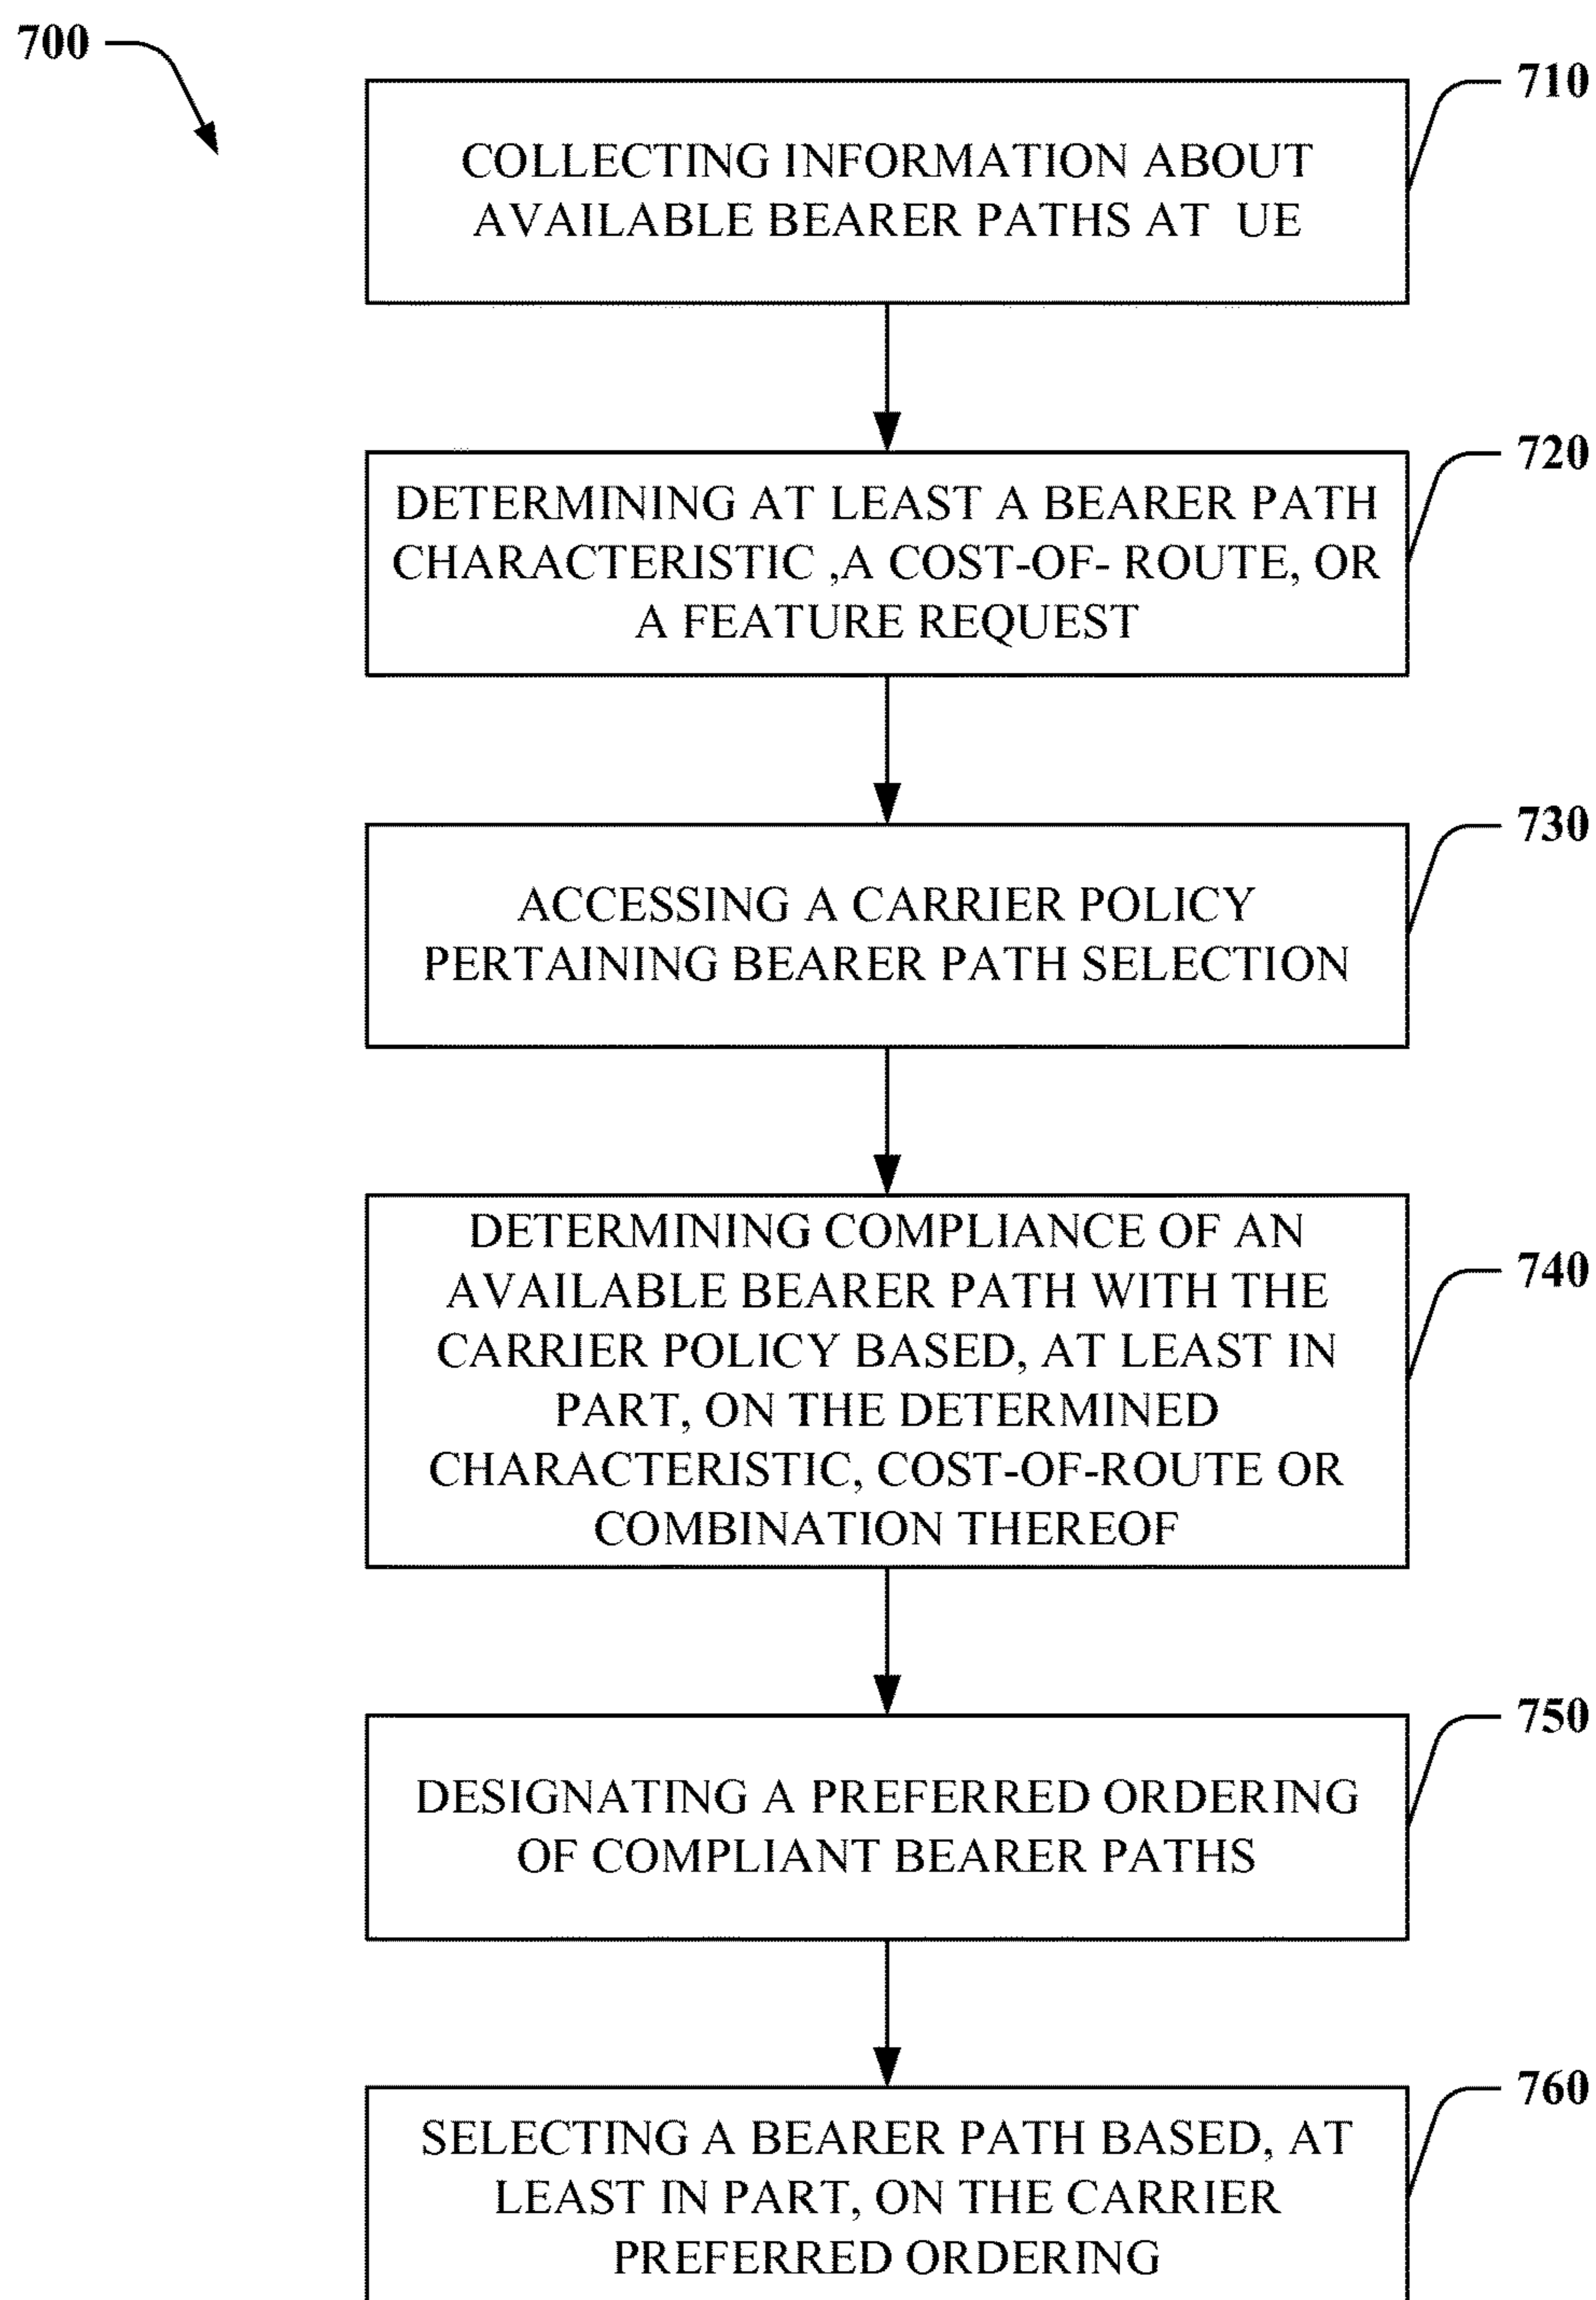 700
710
COLLECTING INFORMATION ABOUT
AVAILABLE BEARER PATHS AT UE
720
DETERMINING AT LEAST A BEARER PATH
CHARACTERISTIC ,A COST-OF- ROUTE, OR
A FEATURE REQUEST
730
ACCESSING A CARRIER POLICY
PERTAINING BEARER PATH SELECTION
740
DETERMINING COMPLIANCE OF AN
AVAILABLE BEARER PATH WITH THE
CARRIER POLICY BASED, AT LEAST IN
PART, ON THE DETERMINED
CHARACTERISTIC, COST-OF-ROUTE OR
COMBINATION THEREOF
750
DESIGNATING A PREFERRED ORDERING
OF COMPLIANT BEARER PATHS
760
SELECTING A BEARER PATH BASED, AT
LEAST IN PART, ON THE CARRIER
PREFERRED ORDERING